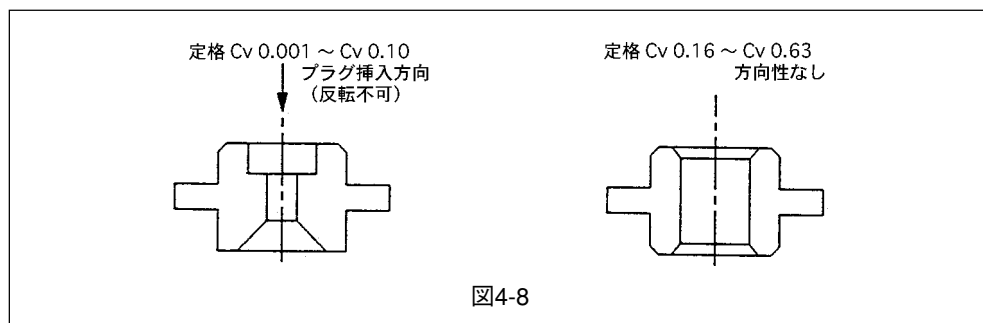 定格 Cv 0.001 ～ Cv 0.10
プラグ挿入方向
（反転不可）
定格 Cv 0.16 ～ Cv 0.63
方向性なし
図4-8